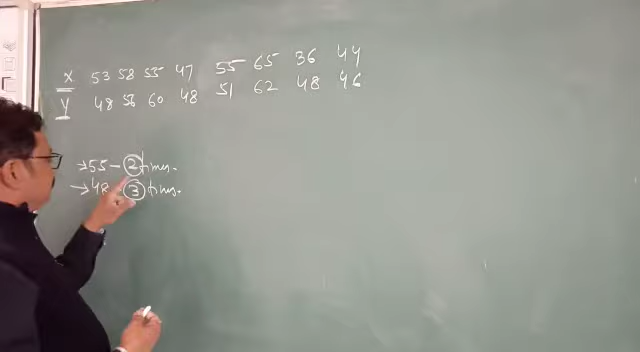 X 53 58 55 47 55 65 36 44
Y 48 56 60 48 51 62 48 46
→ 55 – 2 times.
→ 48 3 times.